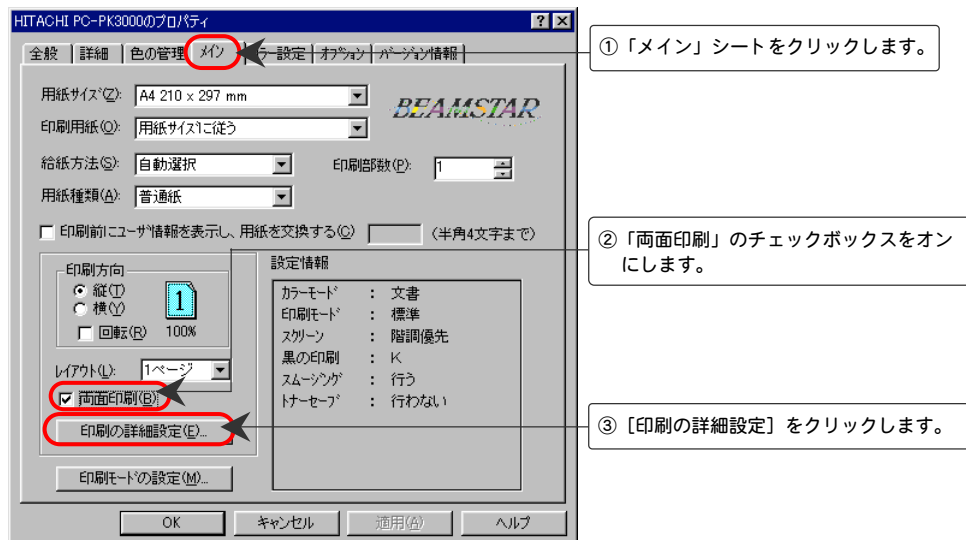 HITACHI PC-PK3000のプロパティ
全般 詳細 色の管理 メイン ラー設定 オプション バージョン情報
①「メイン」シートをクリックします。
用紙サイズ(Z): A4 210 x 297 mm
BEAMSTAR
印刷用紙(O): 用紙サイズに従う
給紙方法(S): 自動選択 印刷部数(P): 1
用紙種類(A): 普通紙
印刷前にユーザ情報を表示し、用紙を交換する(C) (半角4文字まで)
②「両面印刷」のチェックボックスをオン
にします。
印刷方向
縦(T)
横(Y)
1
回転(R) 100%
レイアウト(L): 1ページ
両面印刷(B)
印刷の詳細設定(E)...
印刷モードの設定(M)...
設定情報
カラーモード : 文書
印刷モード : 標準
スクリーン : 階調優先
黒の印刷 : K
スムージング : 行う
トナーセーブ : 行わない
③［印刷の詳細設定］をクリックします。
OK キャンセル 適用(A) ヘルプ